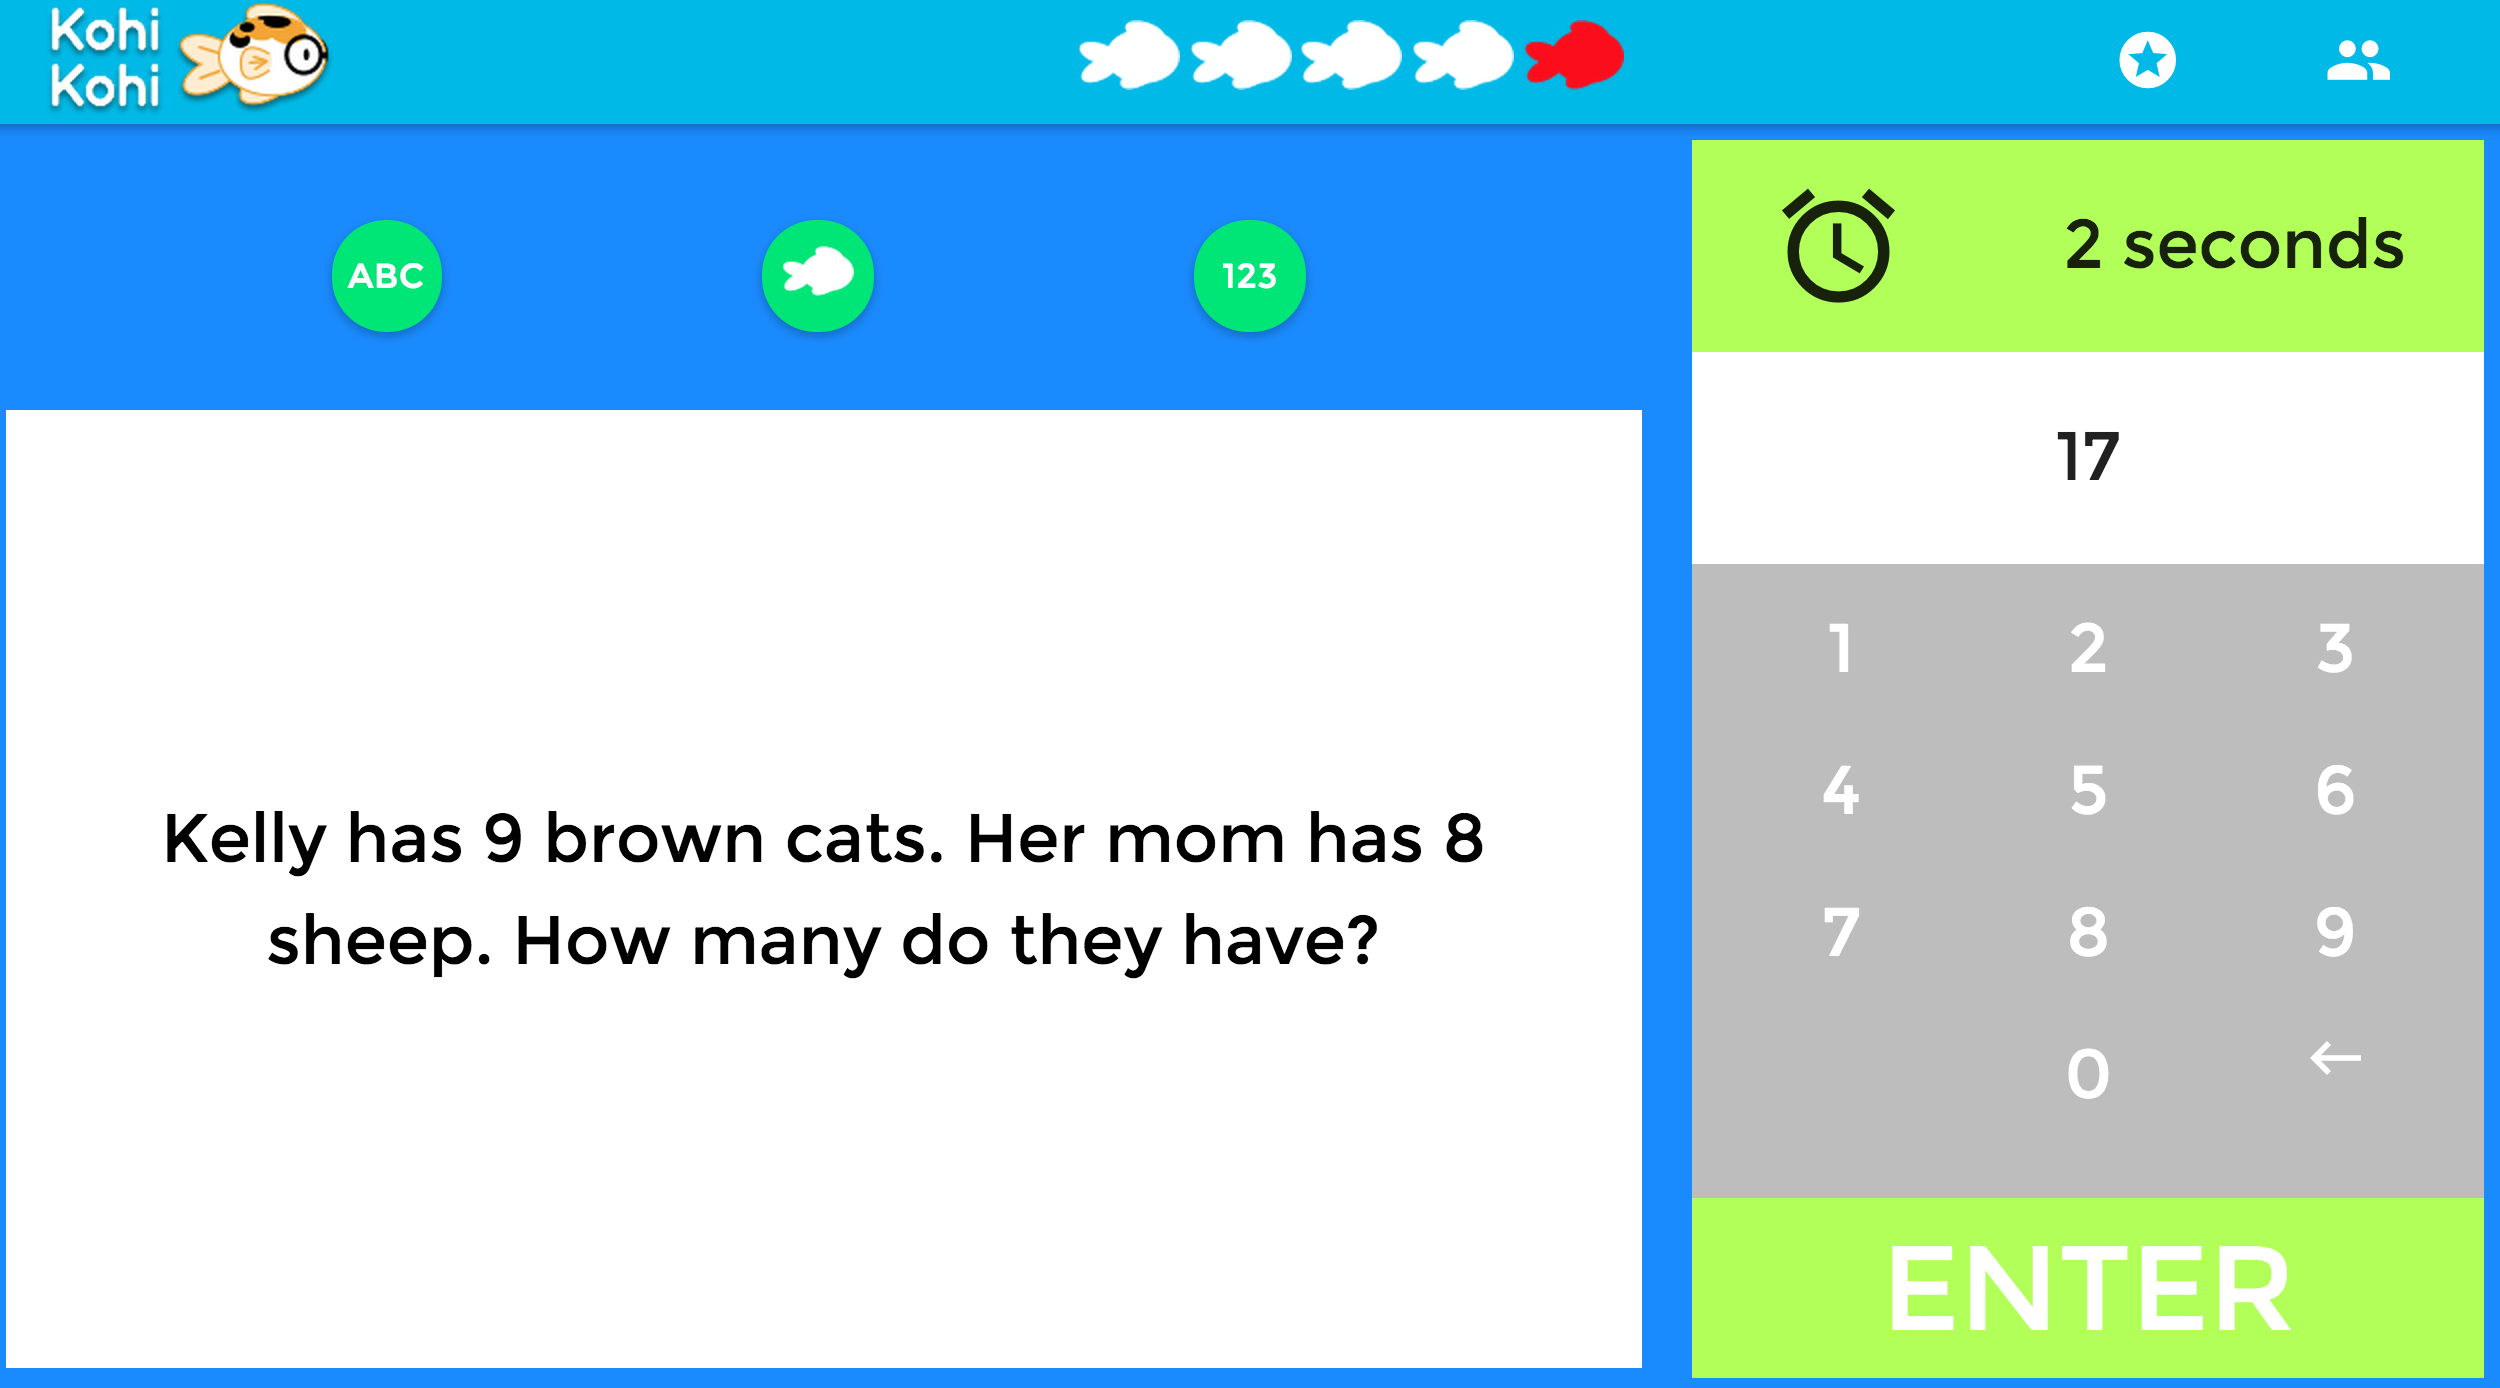 Kohi
Kohi
ABC
123
2 seconds
17
Kelly has 9 brown cats. Her mom has 8
sheep. How many do they have?
1 2 3
4 5 6
7 8 9
0
ENTER